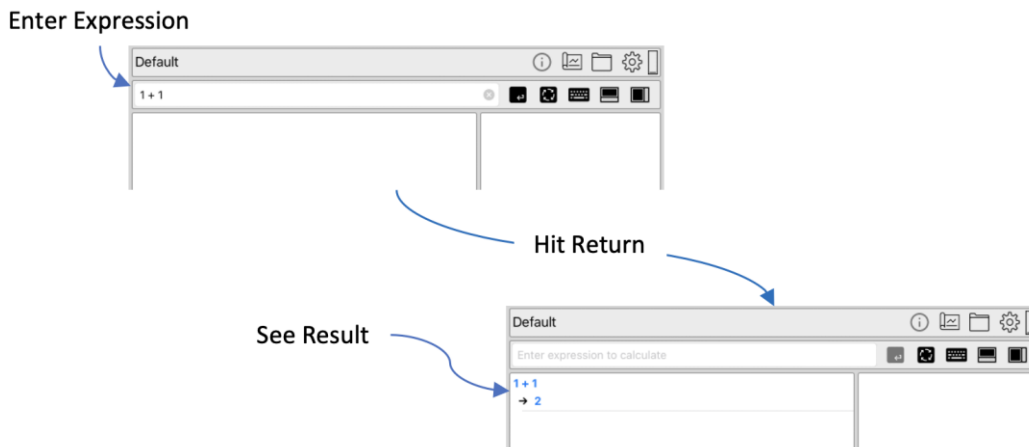 Enter Expression
Default
1 + 1
Hit Return
See Result
Default
Enter expression to calculate
1 + 1
→ 2